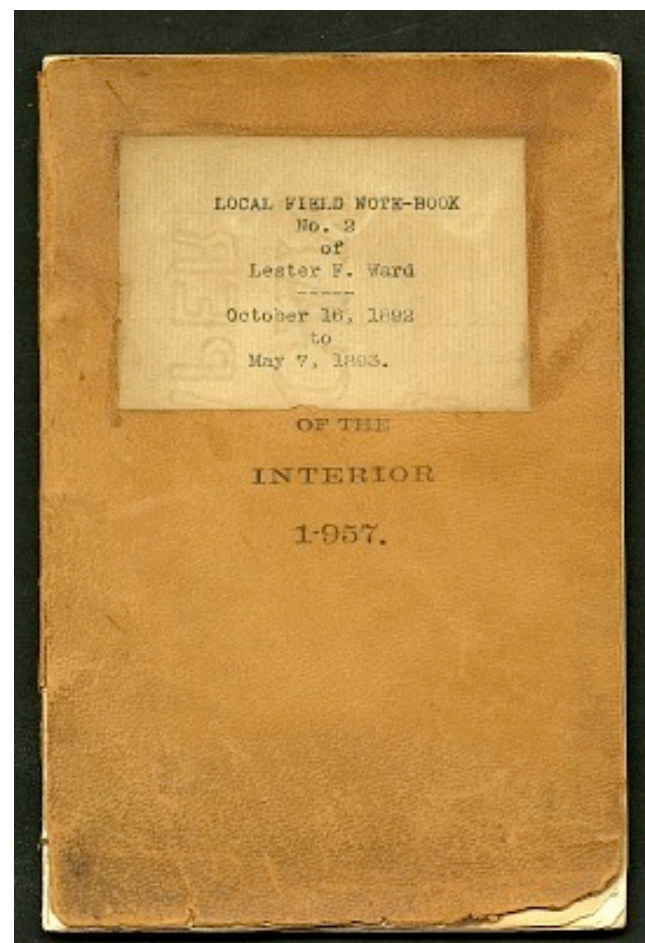 LOCAL FIELD NOTE-BOOK
No. 2
of
Lester F. Ward
-----
October 16, 1892
to
May 7, 1893.
OF THE
INTERIOR
1-957.